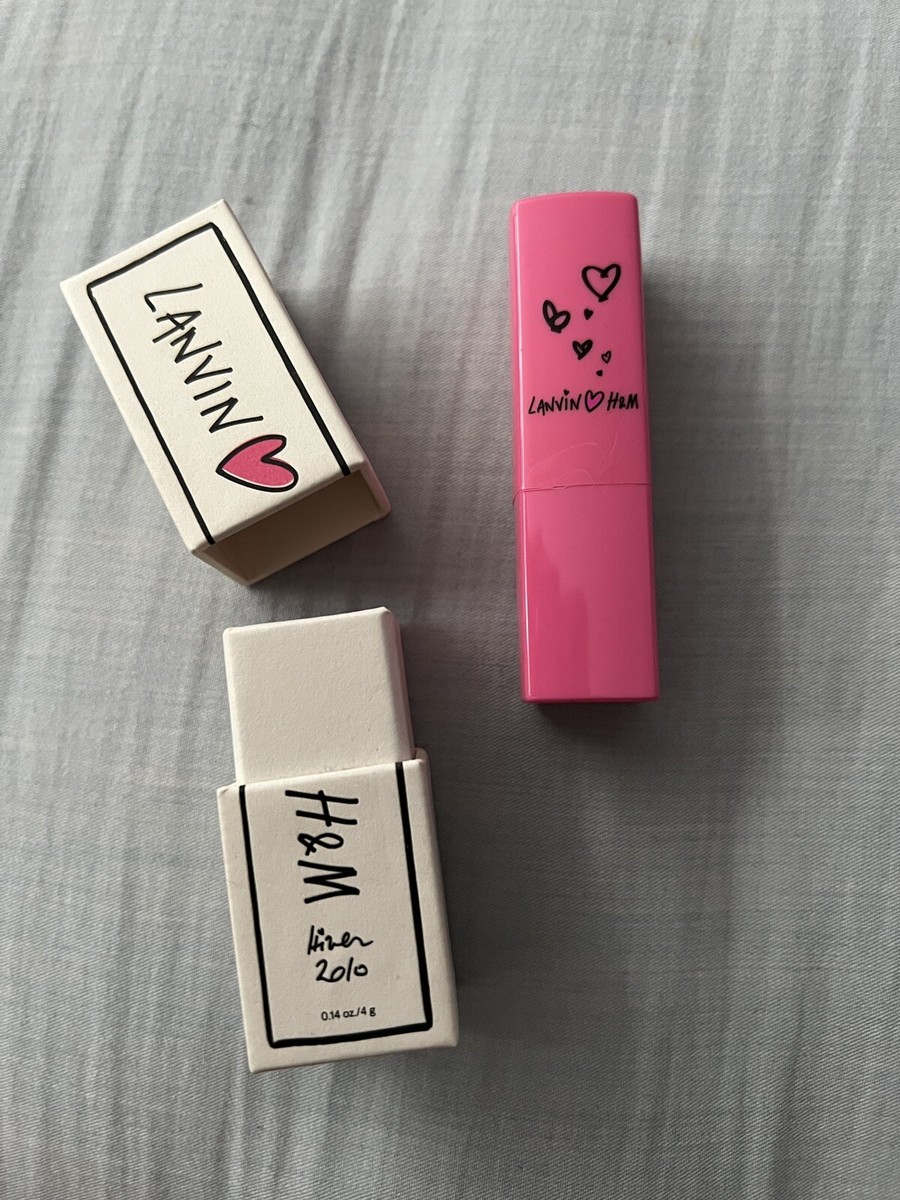 LANVIN
LANVIN H&M
H&M
Hiver
2010
0.14 oz./4 g